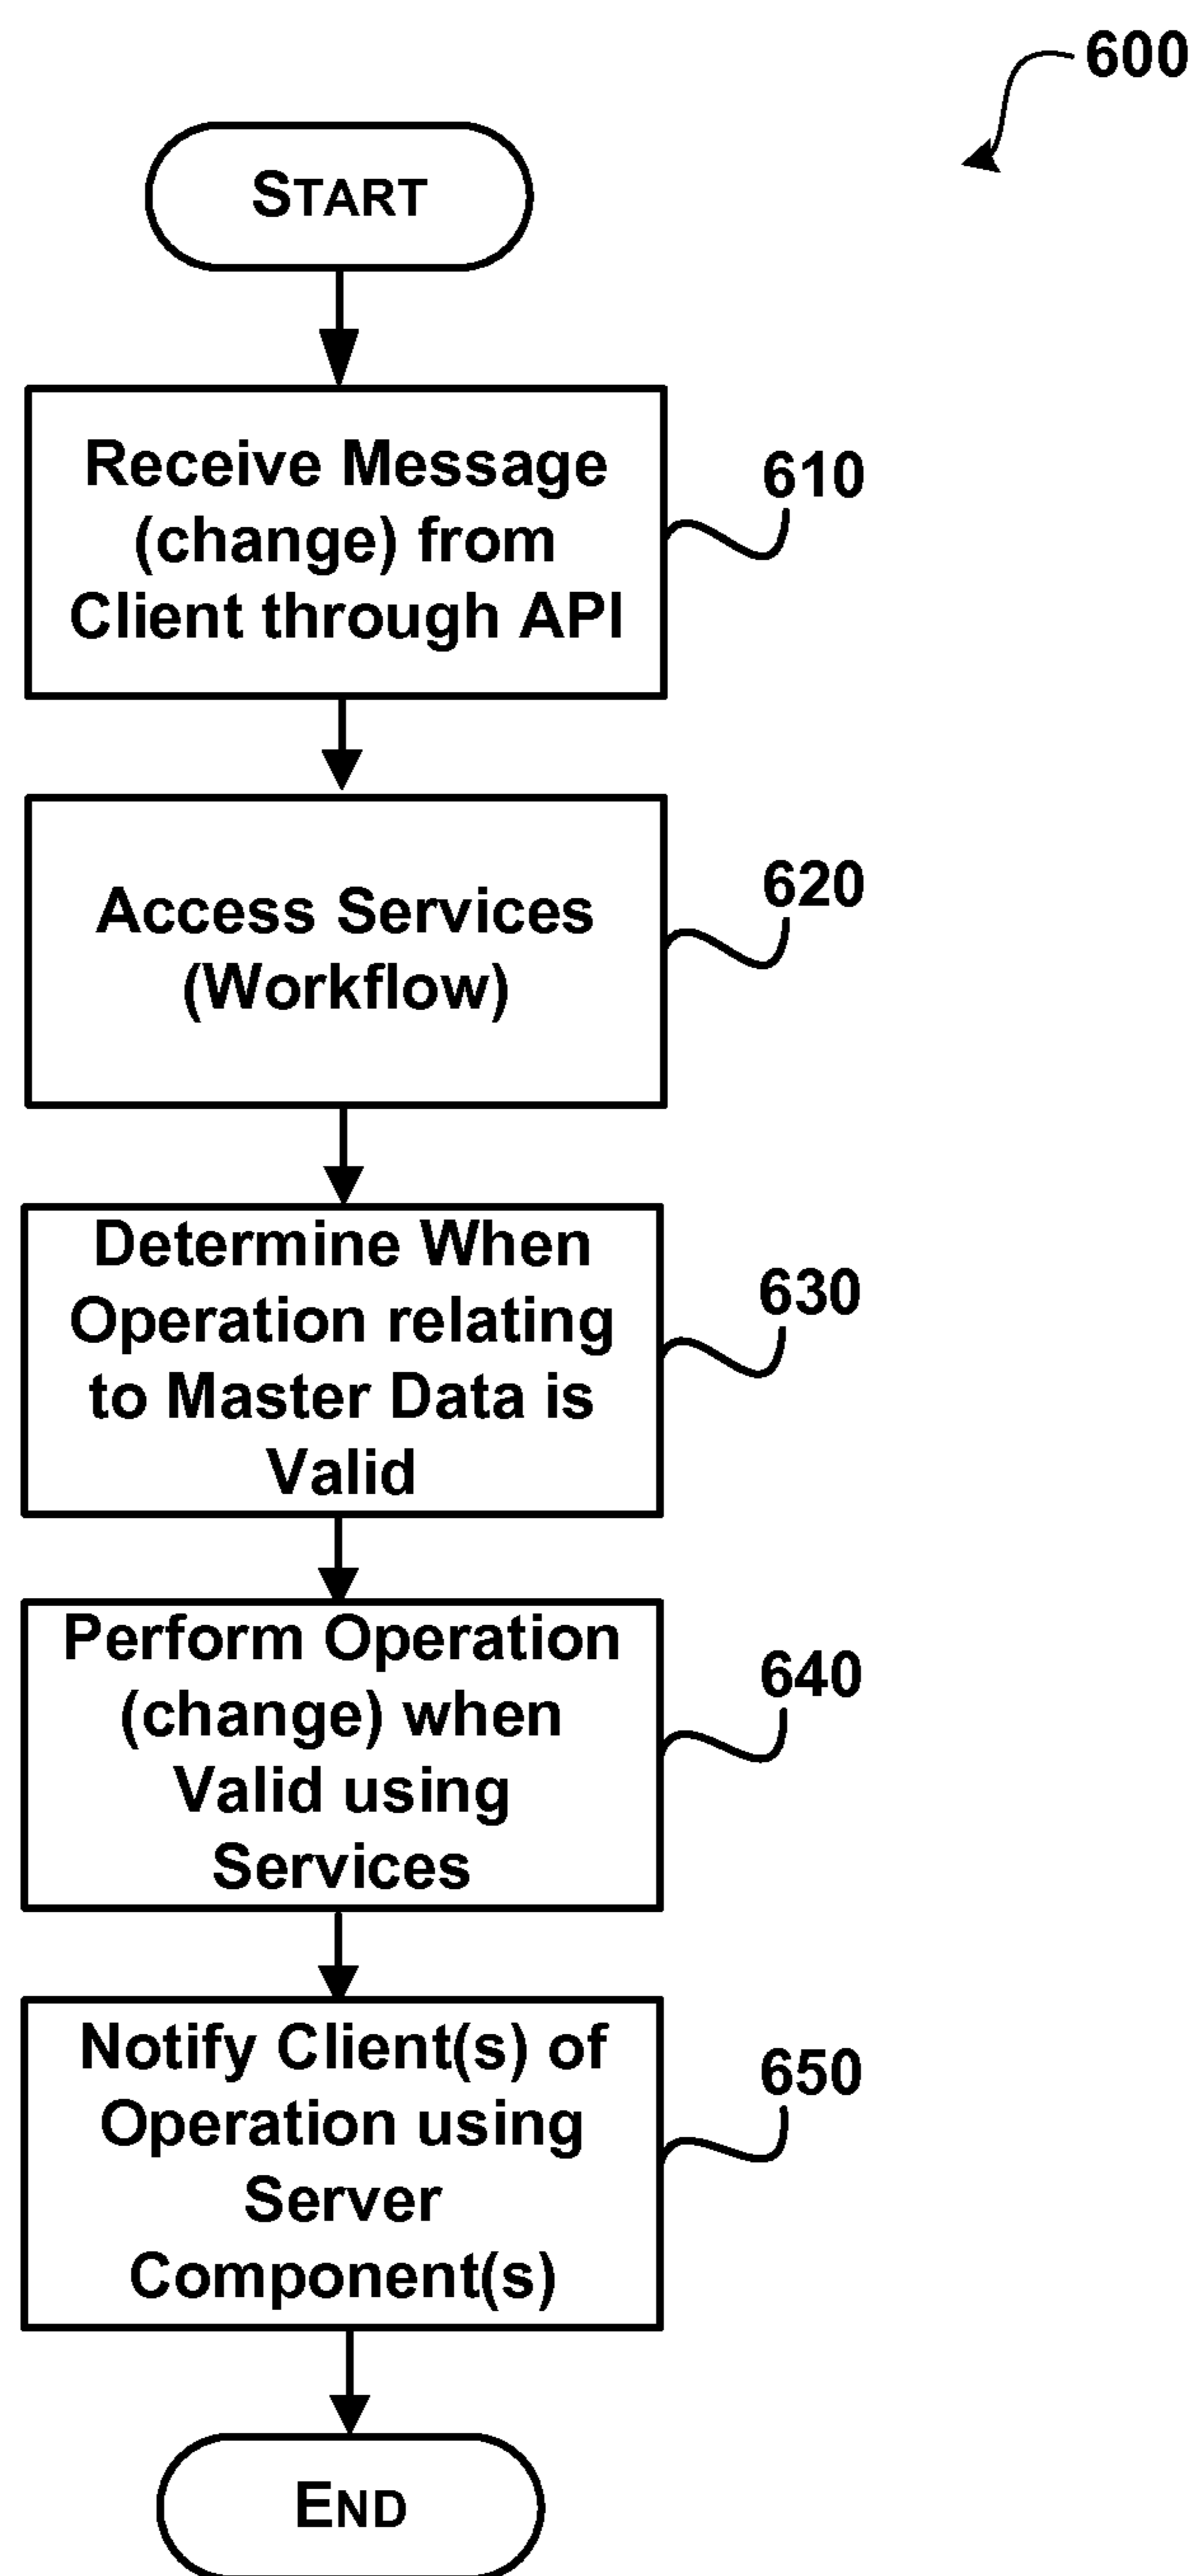 600
START
Receive Message
(change) from
Client through API
610
Access Services
(Workflow)
620
Determine When
Operation relating
to Master Data is
Valid
630
Perform Operation
(change) when
Valid using
Services
640
Notify Client(s) of
Operation using
Server
Component(s)
650
END